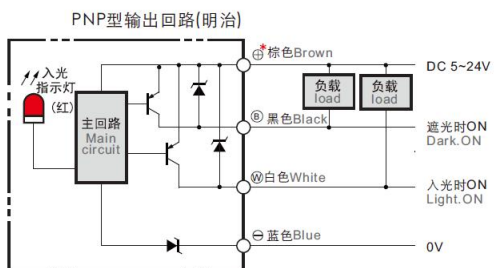 PNP型输出回路(明治)
入光
指示灯
(红)
主回路
Main
circuit
⊕*棕色Brown
DC 5~24V
负载
load
负载
load
Ⓑ黑色Black
遮光时ON
Dark.ON
Ⓦ白色White
入光时ON
Light.ON
⊖蓝色Blue
0V